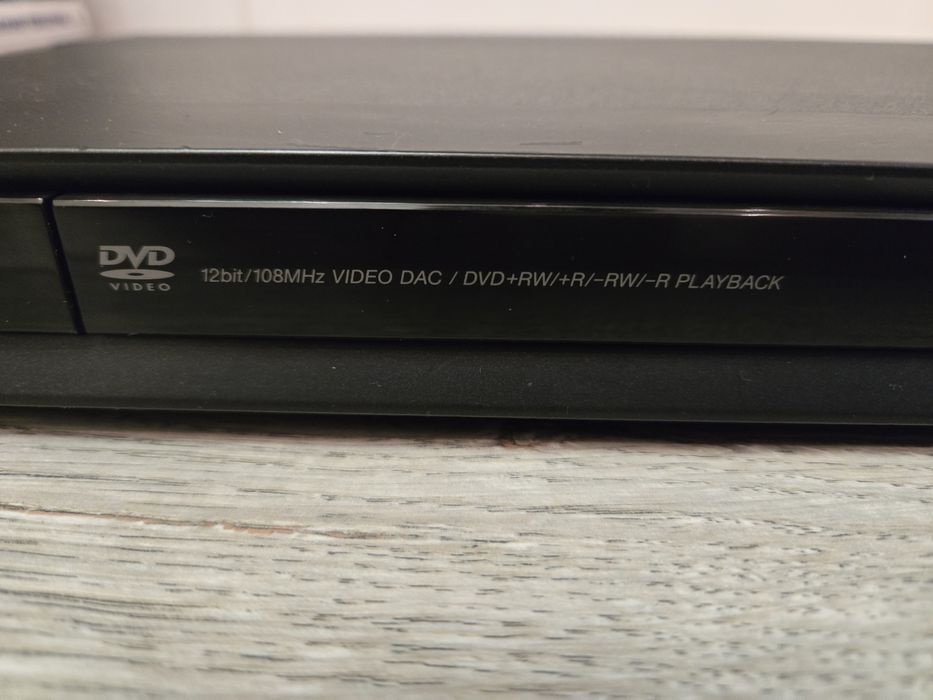 DVD
VIDEO
12bit/108MHz VIDEO DAC / DVD+RW/+R/−RW/−R PLAYBACK